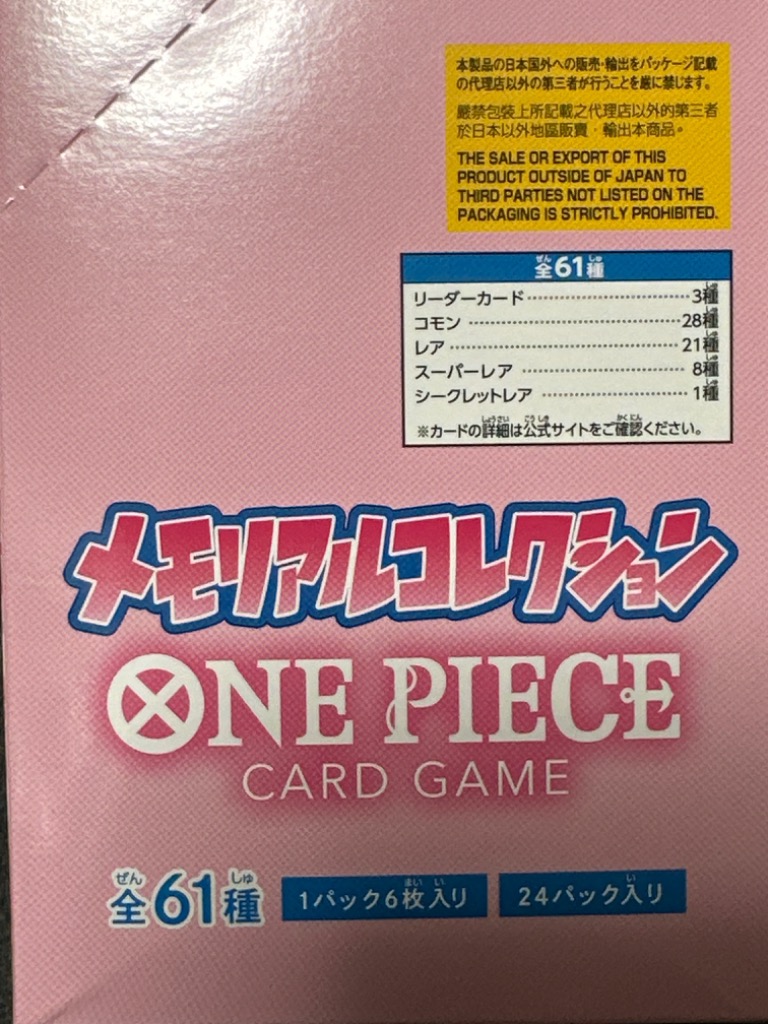 本製品の日本国外への販売・輸出をパッケージ記載
の代理店以外の第三者が行うことを厳に禁じます。
嚴禁包裝上所記載之代理店以外的第三者
於日本以外地區販賣・輸出本商品。
THE SALE OR EXPORT OF THIS
PRODUCT OUTSIDE OF JAPAN TO
THIRD PARTIES NOT LISTED ON THE
PACKAGING IS STRICTLY PROHIBITED.
全61種
リーダーカード 3種
コモン 28種
レア 21種
スーパーレア 8種
シークレットレア 1種
※カードの詳細は公式サイトをご確認ください。
メモリアルコレクション
ONE PIECE
CARD GAME
全61種 1パック6枚入り 24パック入り